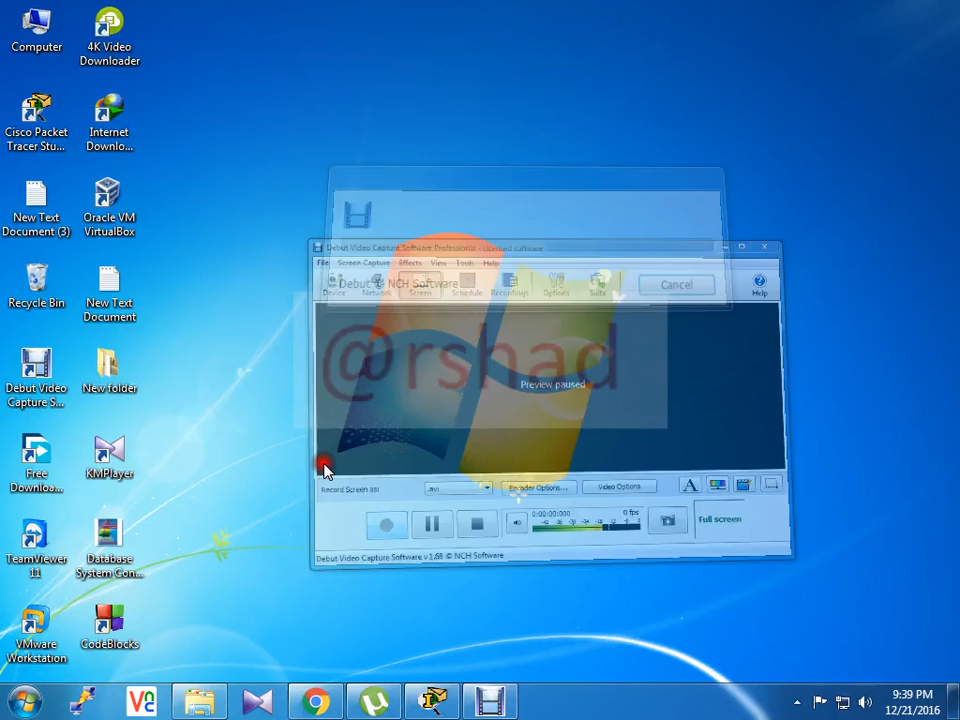 Computer
4K Video
Downloader
Cisco Packet
Tracer Stu...
Internet
Downlo...
New Text
Document (3)
Oracle VM
VirtualBox
Recycle Bin
New Text
Document
Debut Video
Capture S...
New folder
Free
Downloa...
KMPlayer
TeamViewer
11
Database
System Con...
VMware
Workstation
CodeBlocks
Debut Video Capture Software Professional - Licensed software
File Screen Capture Effects View Tools Help
Debut © NCH Software
Cancel
Device Network Screen Schedule Recordings Options Suite Help
@rshad
Preview paused
Record Screen as: .avi Encoder Options... Video Options
0:00:00:000 0 fps
Full screen
Debut Video Capture Software v 1.68 © NCH Software
9:39 PM
12/21/2016